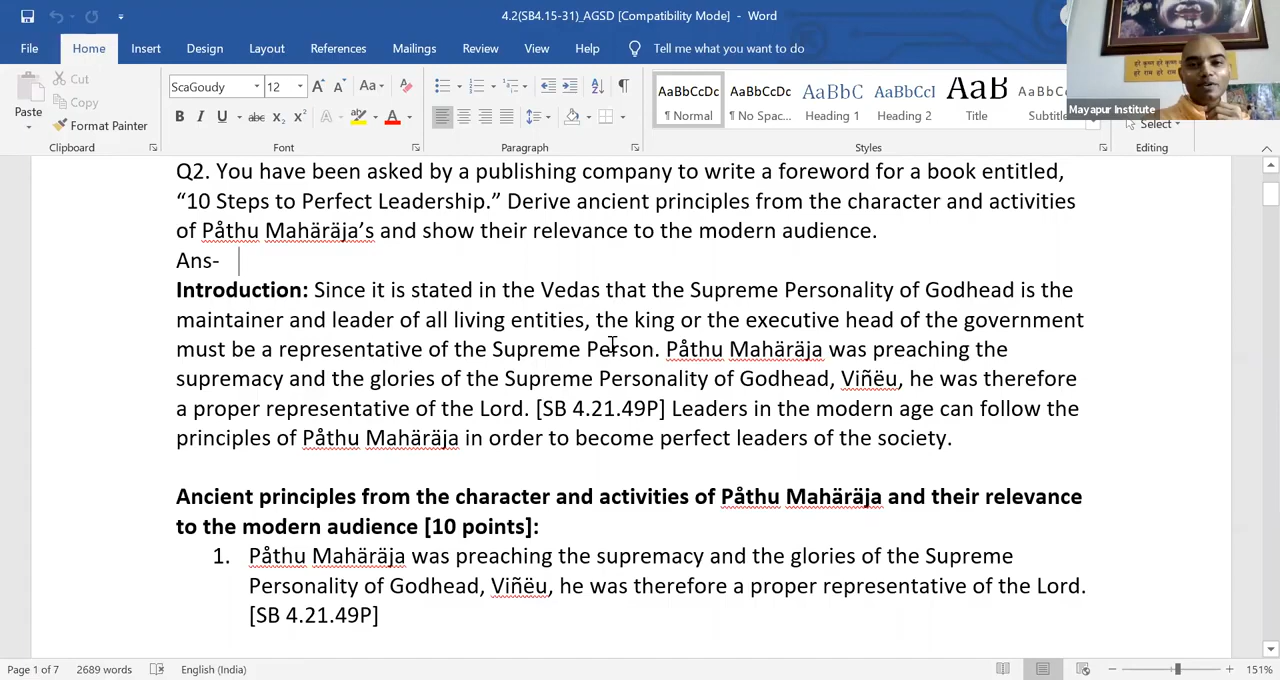 4.2(SB4.15-31)_AGSD [Compatibility Mode] - Word
File Home Insert Design Layout References Mailings Review View Help Tell me what you want to do
Paste
Cut
Copy
Format Painter
Clipboard
ScaGoudy 12
B I U abc X₂ X²
Font
Paragraph
AaBbCcDc AaBbCcDc AaBbC AaBbCcl AaB AaBbCcD
¶ Normal ¶ No Spac... Heading 1 Heading 2 Title Subtitle
Styles
Select
Editing
हरे कृष्ण हरे कृष्ण
हरे राम हरे राम
Mayapur Institute
Q2. You have been asked by a publishing company to write a foreword for a book entitled,
“10 Steps to Perfect Leadership.” Derive ancient principles from the character and activities
of Påthu Mahäräja’s and show their relevance to the modern audience.
Ans-
Introduction: Since it is stated in the Vedas that the Supreme Personality of Godhead is the
maintainer and leader of all living entities, the king or the executive head of the government
must be a representative of the Supreme Person. Påthu Mahäräja was preaching the
supremacy and the glories of the Supreme Personality of Godhead, Viñëu, he was therefore
a proper representative of the Lord. [SB 4.21.49P] Leaders in the modern age can follow the
principles of Påthu Mahäräja in order to become perfect leaders of the society.
Ancient principles from the character and activities of Påthu Mahäräja and their relevance
to the modern audience [10 points]:
1. Påthu Mahäräja was preaching the supremacy and the glories of the Supreme
Personality of Godhead, Viñëu, he was therefore a proper representative of the Lord.
[SB 4.21.49P]
Page 1 of 7 2689 words English (India) 151%